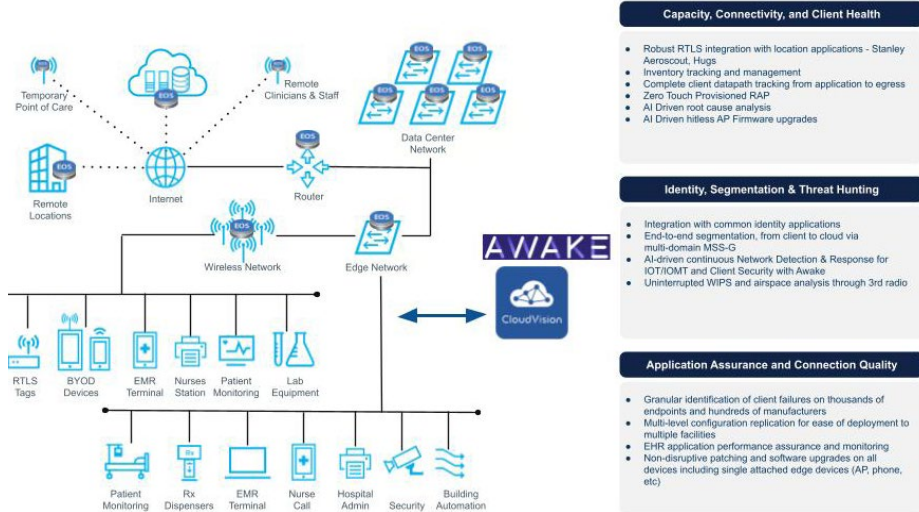 EOS
EOS
Temporary
Point of Care
EOS
Remote
Clinicians & Staff
EOS
EOS
EOS
EOS
EOS
Data Center
Network
EOS
Remote
Locations
Internet
EOS
Router
EOS
Wireless Network
EOS
Edge Network
AWAKE
CloudVision
RTLS
Tags
BYOD
Devices
EMR
Terminal
Nurses
Station
Patient
Monitoring
Lab
Equipment
Patient
Monitoring
Rx
Rx
Dispensers
EMR
Terminal
Nurse
Call
Hospital
Admin
Security
Building
Automation
Capacity, Connectivity, and Client Health
● Robust RTLS integration with location applications - Stanley
Aeroscout, Hugs
● Inventory tracking and management
● Complete client datapath tracking from application to egress
● Zero Touch Provisioned RAP
● AI Driven root cause analysis
● AI Driven hitless AP Firmware upgrades
Identity, Segmentation & Threat Hunting
● Integration with common identity applications
● End-to-end segmentation, from client to cloud via
multi-domain MSS-G
● AI-driven continuous Network Detection & Response for
IOT/IOMT and Client Security with Awake
● Uninterrupted WIPS and airspace analysis through 3rd radio
Application Assurance and Connection Quality
● Granular identification of client failures on thousands of
endpoints and hundreds of manufacturers
● Multi-level configuration replication for ease of deployment to
multiple facilities
● EHR application performance assurance and monitoring
● Non-disruptive patching and software upgrades on all
devices including single attached edge devices (AP, phone,
etc)